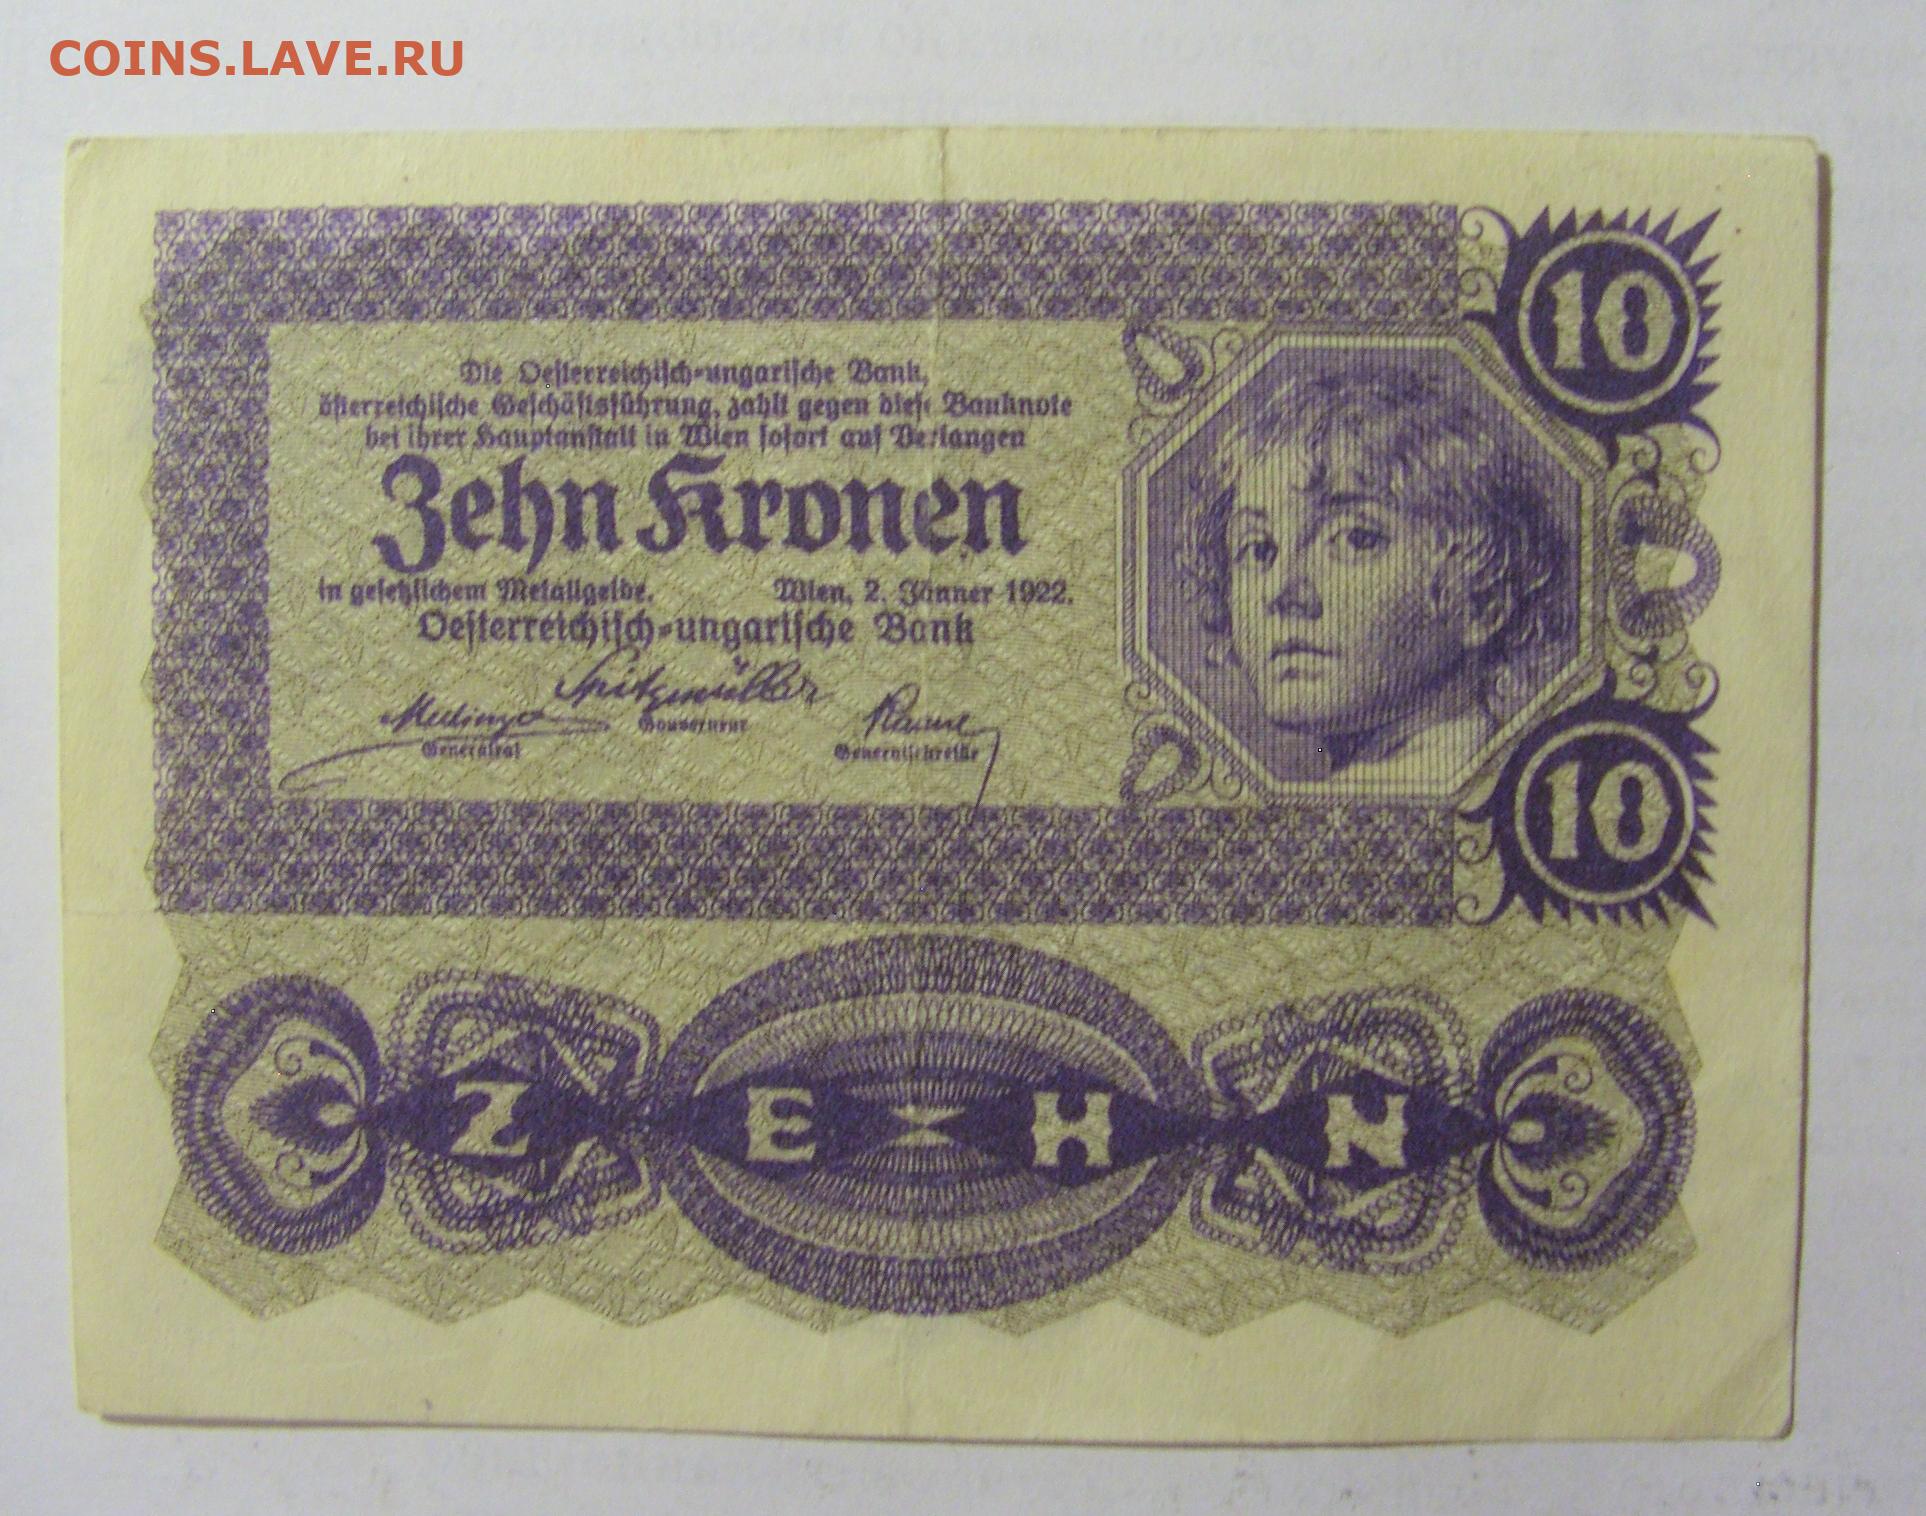 COINS.LAVE.RU
10
Die Oesterreichisch-ungarische Bank,
österreichische Geschäftsführung, zahlt gegen diese Banknote
bei ihrer Hauptanstalt in Wien sofort auf Verlangen
Zehn Kronen
in gesetzlichem Metallgelde. Wien, 2. Jänner 1922.
Oesterreichisch-ungarische Bank
Spitzmüller
Gouverneur
Generalrat
Generalsekretär
10
ZEHN